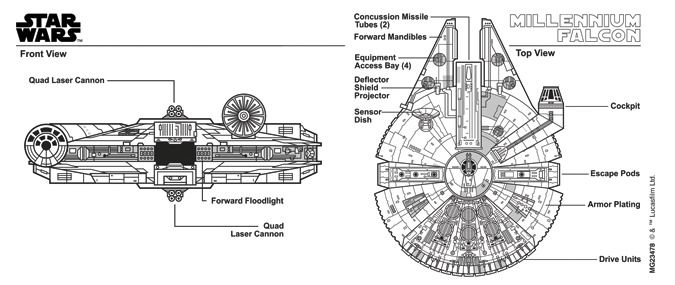 STAR
WARS™
Front View
Quad Laser Cannon
Forward Floodlight
Quad
Laser Cannon
MILLENNIUM
FALCON
Top View
Concussion Missile
Tubes (2)
Forward Mandibles
Equipment
Access Bay (4)
Deflector
Shield
Projector
Sensor
Dish
Cockpit
Escape Pods
Armor Plating
Drive Units
MG23478 © & ™ Lucasfilm Ltd.